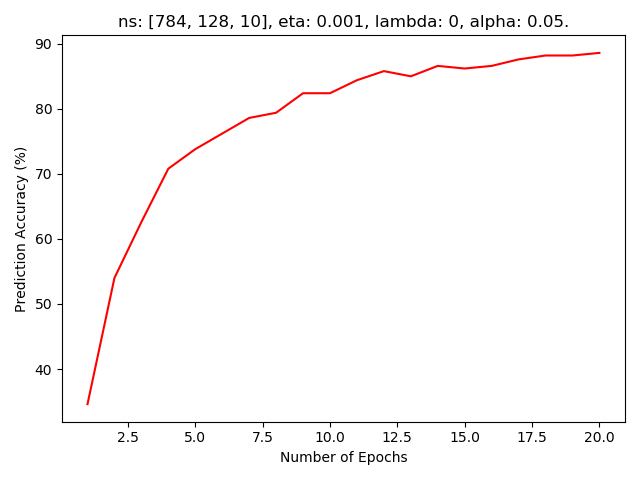 ns: [784, 128, 10], eta: 0.001, lambda: 0, alpha: 0.05.
Prediction Accuracy (%)
90
80
70
60
50
40
2.5 5.0 7.5 10.0 12.5 15.0 17.5 20.0
Number of Epochs